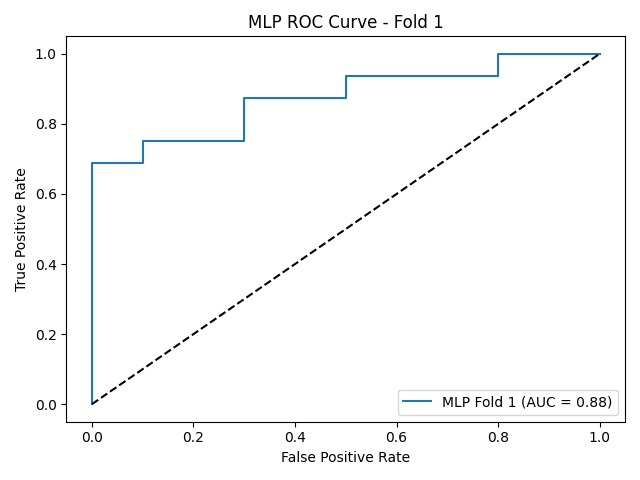 MLP ROC Curve - Fold 1
True Positive Rate
1.0
0.8
0.6
0.4
0.2
0.0
MLP Fold 1 (AUC = 0.88)
0.0 0.2 0.4 0.6 0.8 1.0
False Positive Rate